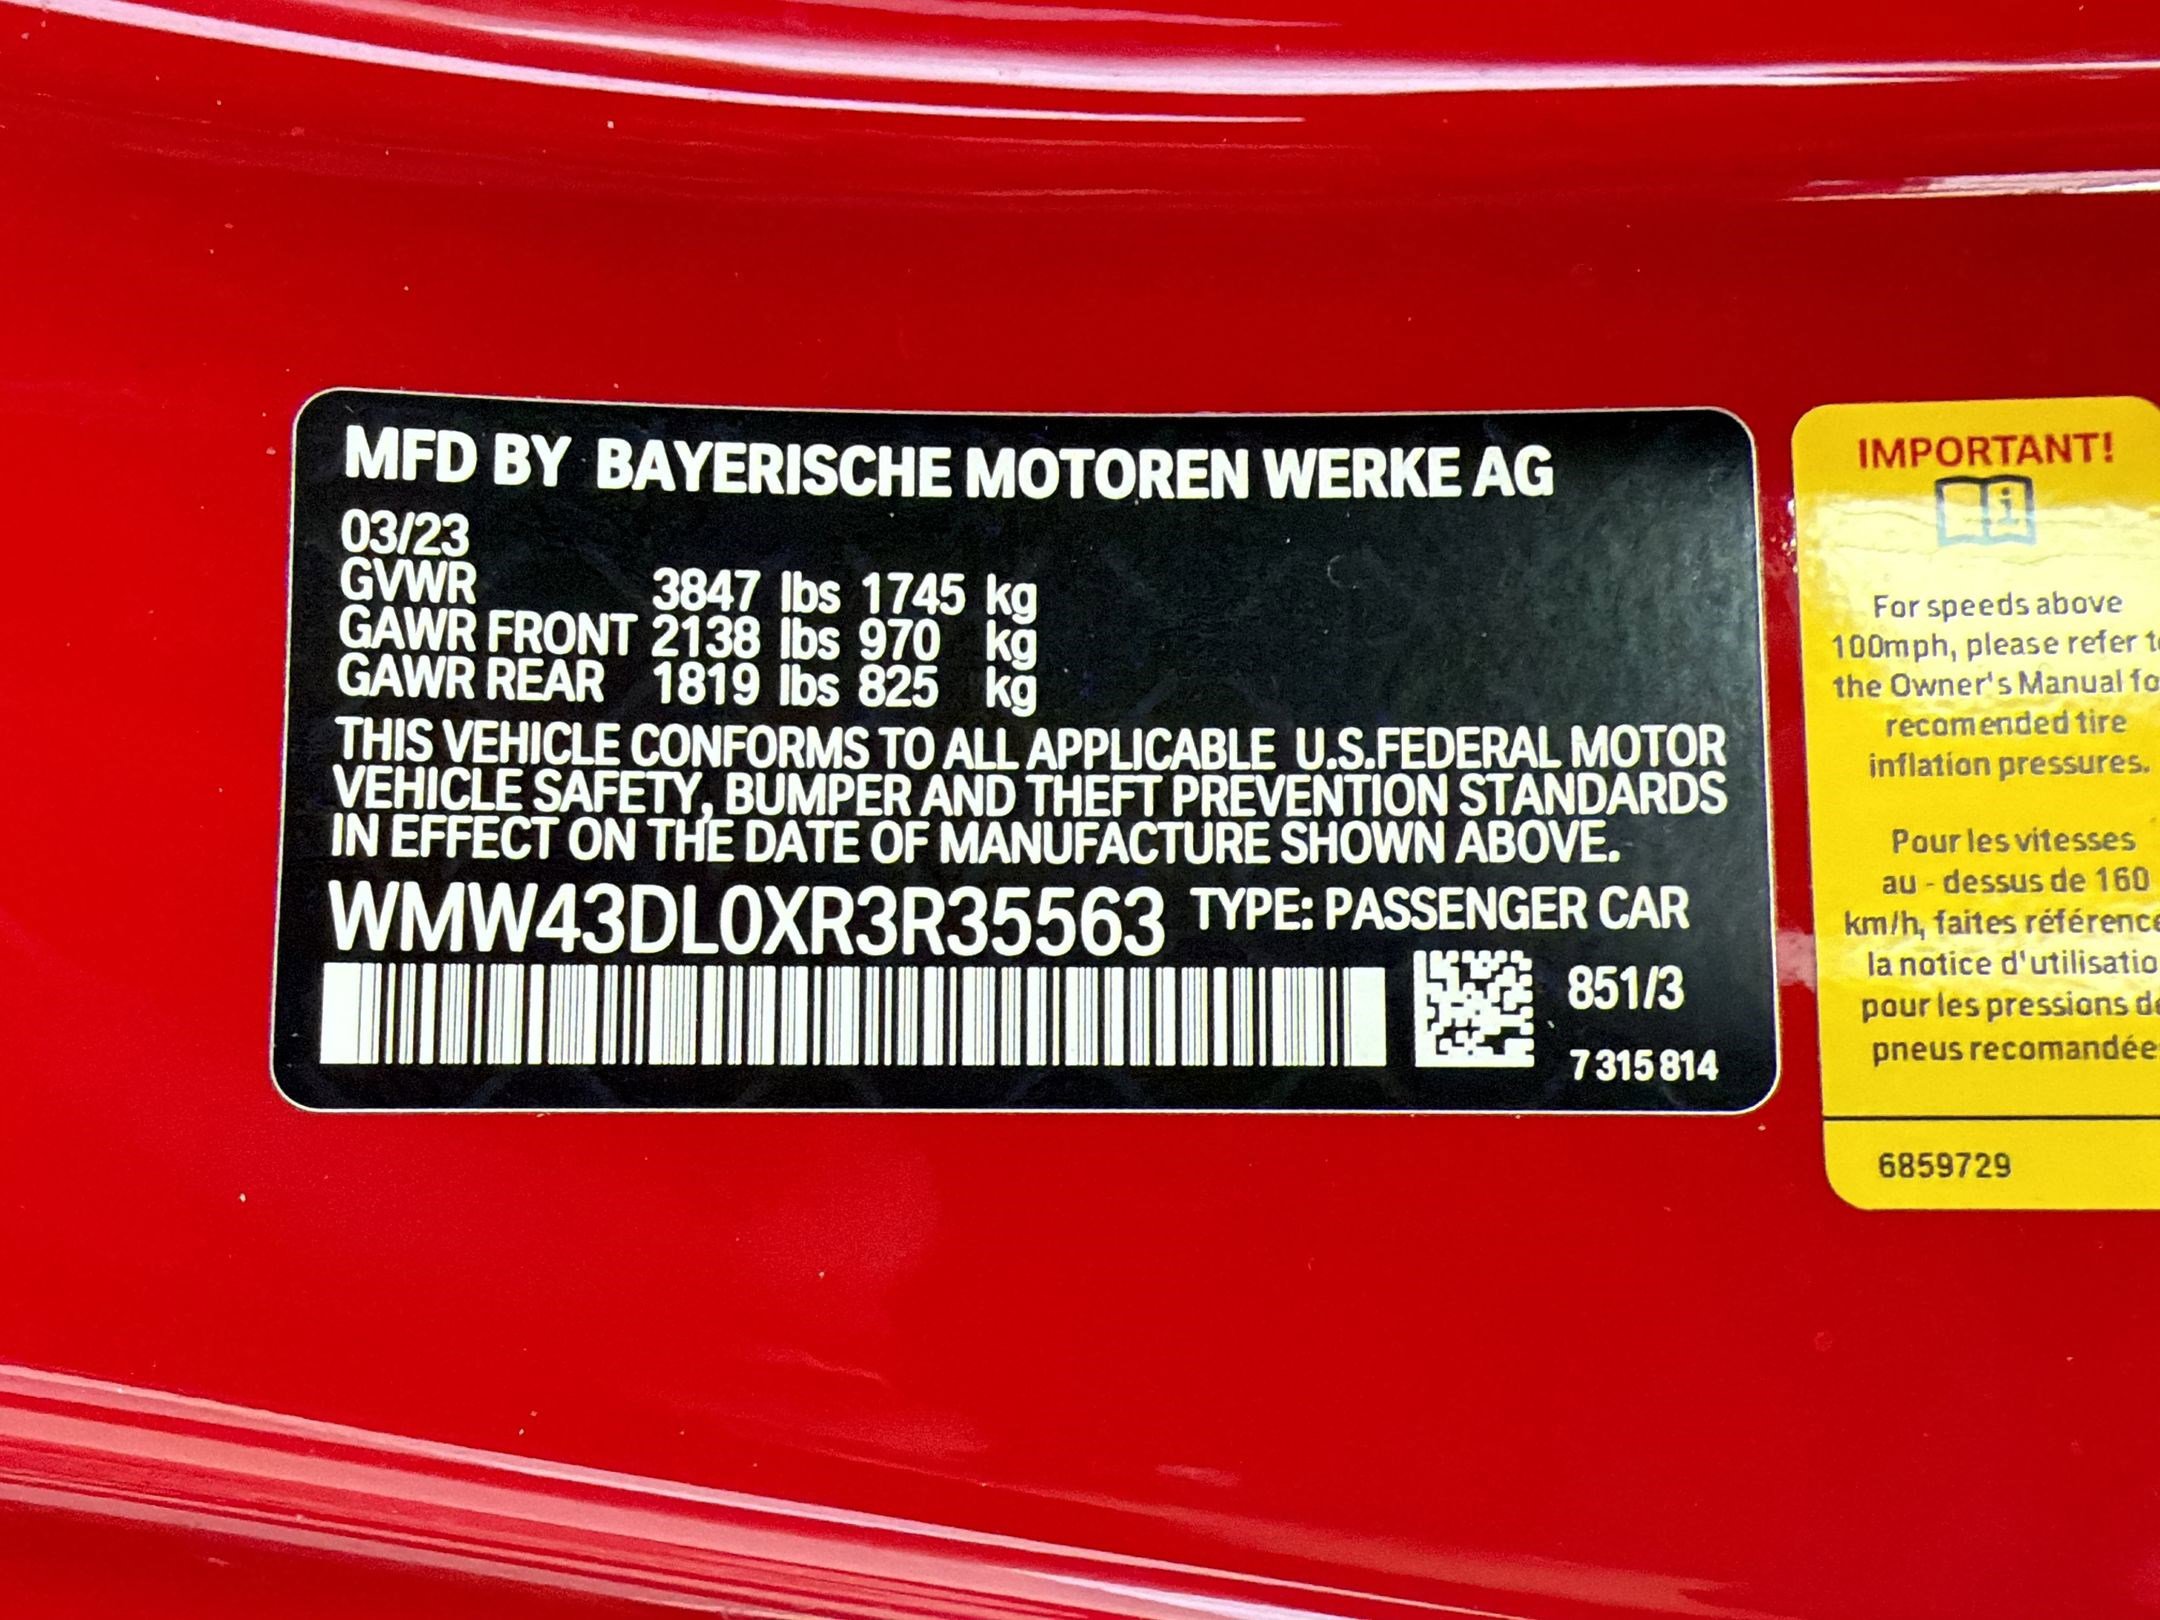 MFD BY BAYERISCHE MOTOREN WERKE AG
03/23
GVWR 3847 lbs 1745 kg
GAWR FRONT 2138 lbs 970 kg
GAWR REAR 1819 lbs 825 kg
THIS VEHICLE CONFORMS TO ALL APPLICABLE U.S.FEDERAL MOTOR
VEHICLE SAFETY, BUMPER AND THEFT PREVENTION STANDARDS
IN EFFECT ON THE DATE OF MANUFACTURE SHOWN ABOVE.
WMW43DL0XR3R35563 TYPE: PASSENGER CAR
851/3
7 315 814
IMPORTANT!
For speeds above
100mph, please refer
the Owner's Manual
recomended tire
inflation pressures.
Pour les vitesses
au - dessus de 160
km/h, faites
la notice d'utilisatio
pour les pressions
pneus
6859729